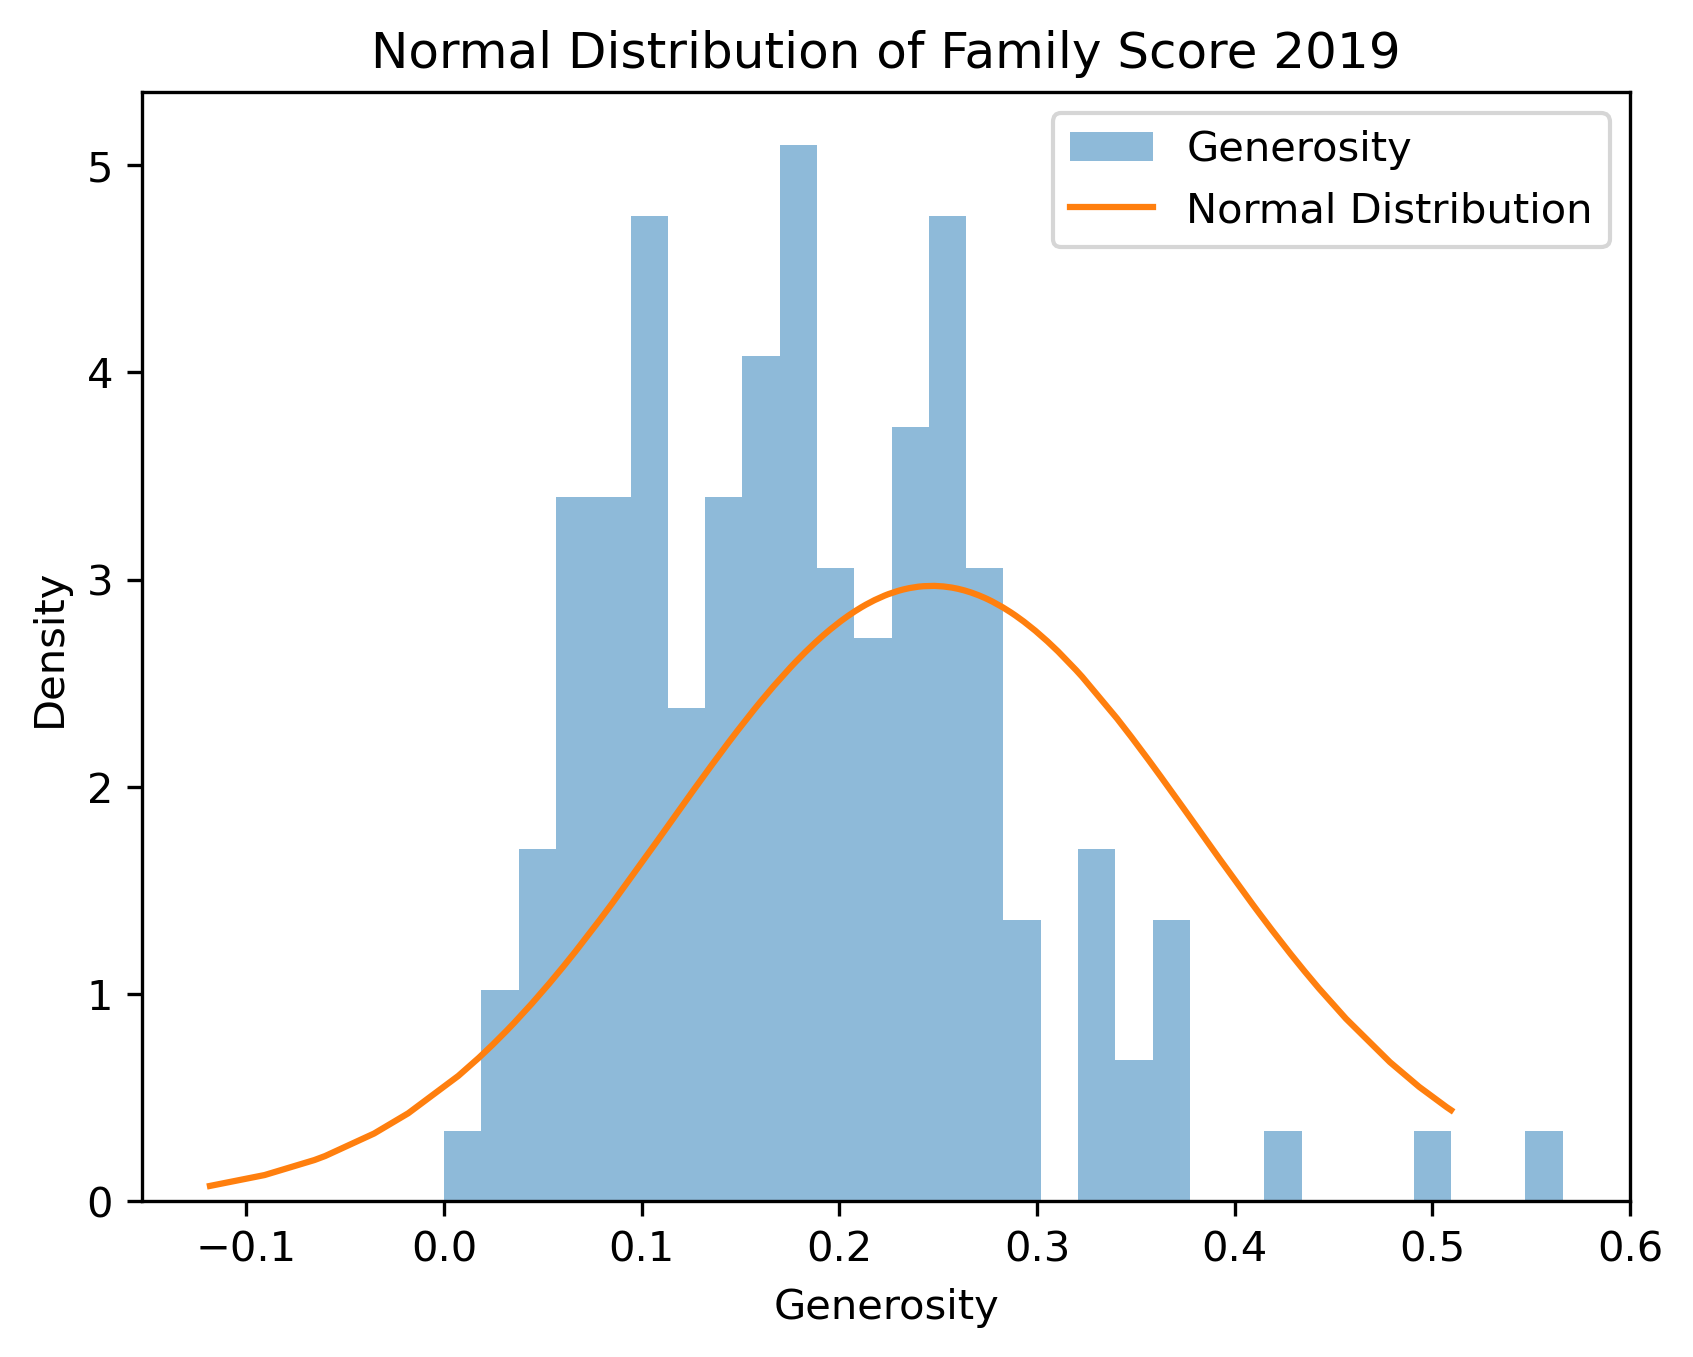 Normal Distribution of Family Score 2019
Generosity
Normal Distribution
Density
5
4
3
2
1
0
−0.1 0.0 0.1 0.2 0.3 0.4 0.5 0.6
Generosity